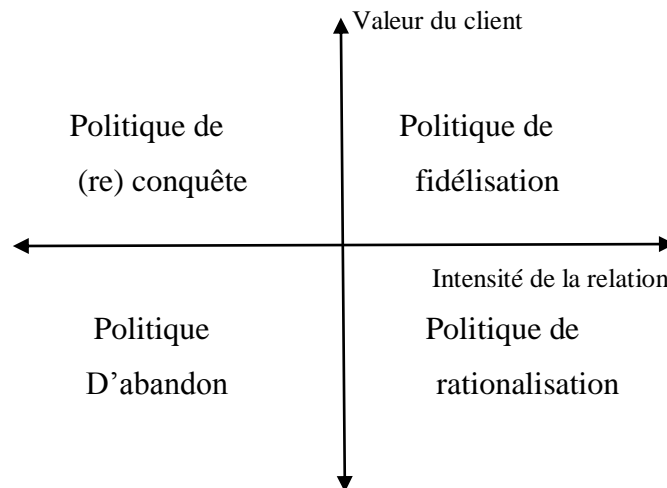 Valeur du client
Politique de
(re) conquête
Politique de
fidélisation
Intensité de la relation
Politique
D’abandon
Politique de
rationalisation